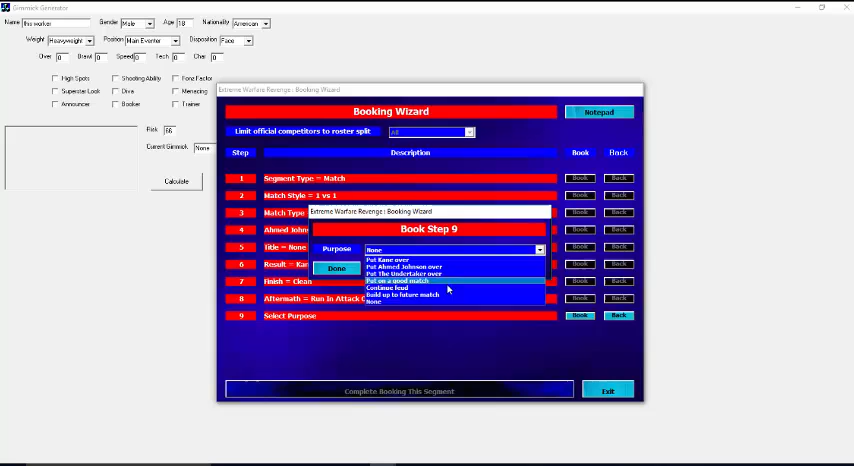 Gimmick Generator
Name this worker Gender Male Age 18 Nationality American
Weight Heavyweight Position Main Eventer Disposition Face
Over 0 Brawl 0 Speed 0 Tech 0 Char 0
High Spots Shooting Ability Fonz Factor
Superstar Look Diva Menacing
Announcer Booker Trainer
Risk 66
Current Gimmick None
Calculate
Extreme Warfare Revenge : Booking Wizard
Booking Wizard Notepad
Limit official competitors to roster split All
Step Description Book Back
1 Segment Type = Match Book Back
2 Match Style = 1 vs 1 Book Back
3 Match Type Book Back
4 Ahmed John Book Back
5 Title = None Book Back
6 Result = Kan Book Back
7 Finish = Clean Book Back
8 Aftermath = Run In Attack Book Back
9 Select Purpose Book Back
Extreme Warfare Revenge : Booking Wizard
Book Step 9
Purpose None
Done
Put Kane over
Put Ahmed Johnson over
Put The Undertaker over
Put on a good match
Continue feud
Build up to future match
None
Complete Booking This Segment Exit